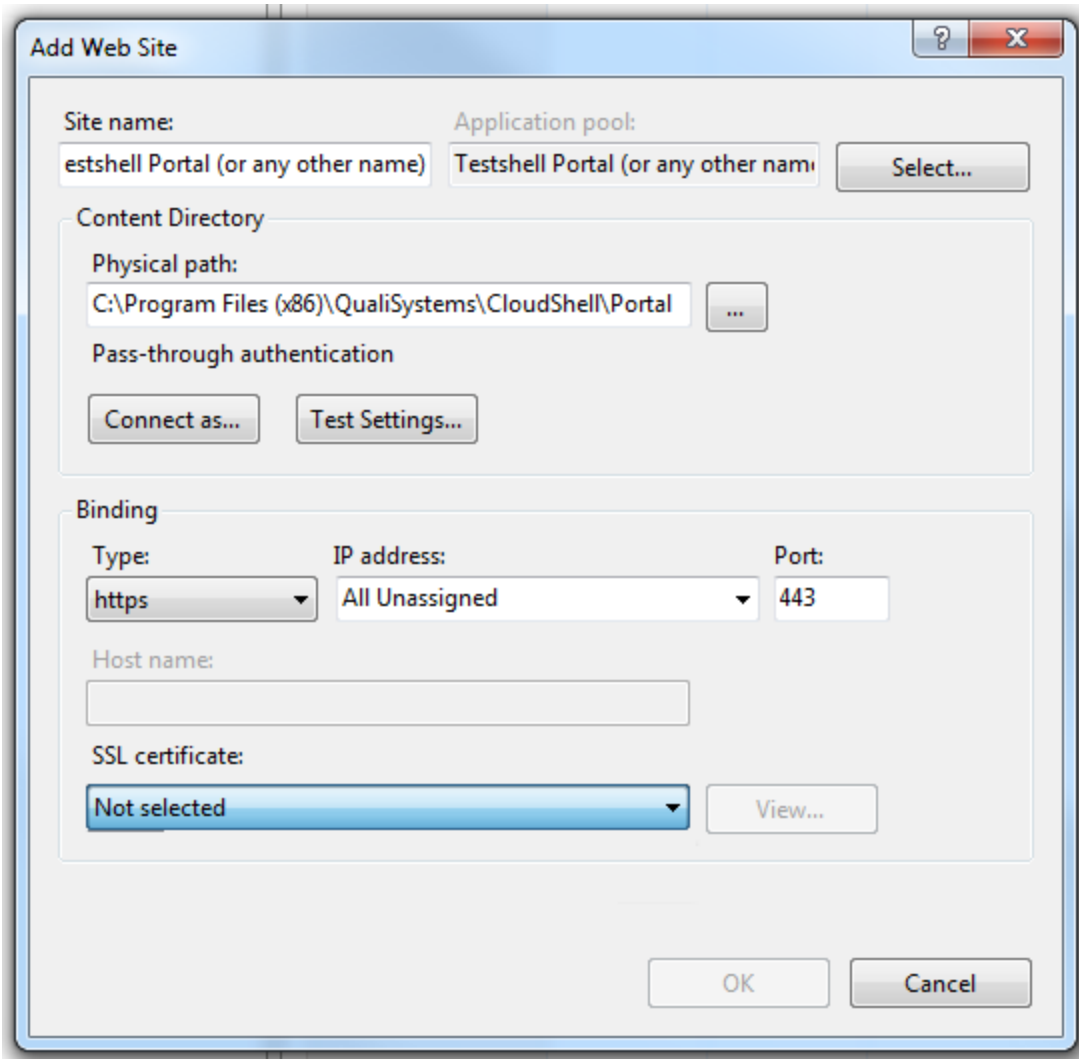 Add Web Site
Site name:
Application pool:
estshell Portal (or any other name)
Testshell Portal (or any other nam
Select...
Content Directory
Physical path:
C:\Program Files (x86)\QualiSystems\CloudShell\Portal
...
Pass-through authentication
Connect as...
Test Settings...
Binding
Type:
IP address:
Port:
https
All Unassigned
443
Host name:
SSL certificate:
Not selected
View...
OK
Cancel